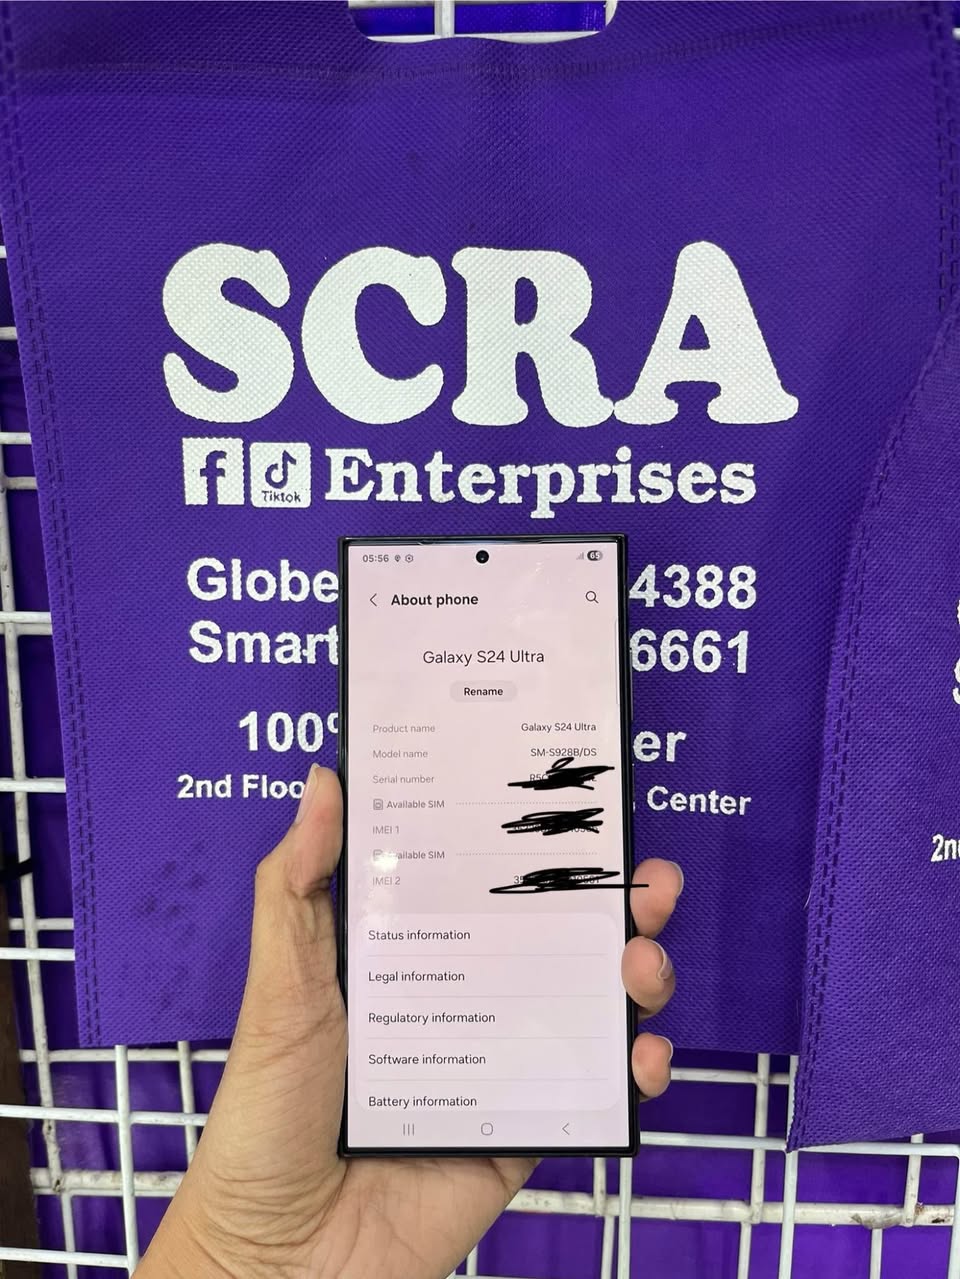 SCRA
f Tiktok Enterprises
Globe 4388
Smart 6661
100% er
2nd Floo Center
05:56 65
About phone
Galaxy S24 Ultra
Rename
Product name Galaxy S24 Ultra
Model name SM-S928B/DS
Serial number
Available SIM
IMEI 1
Available SIM
IMEI 2
Status information
Legal information
Regulatory information
Software information
Battery information